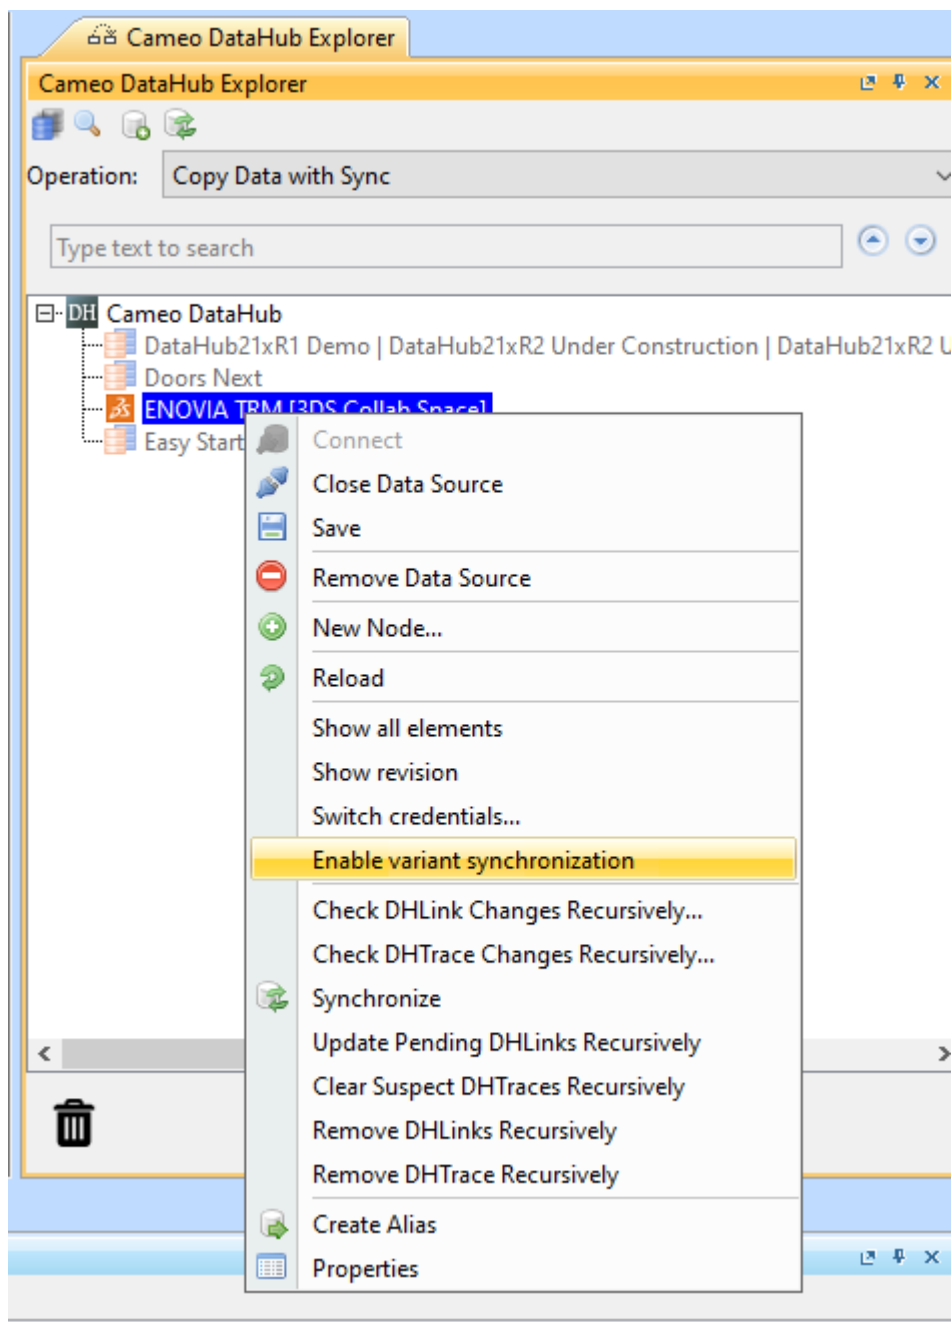 Cameo DataHub Explorer
Cameo DataHub Explorer
Operation: Copy Data with Sync
Type text to search
DH Cameo DataHub
DataHub21xR1 Demo | DataHub21xR2 Under Construction | DataHub21xR2 U
Doors Next
ENOVIA TRM [3DS Collab Space]
Easy Start
Connect
Close Data Source
Save
Remove Data Source
New Node...
Reload
Show all elements
Show revision
Switch credentials...
Enable variant synchronization
Check DHLink Changes Recursively...
Check DHTrace Changes Recursively...
Synchronize
Update Pending DHLinks Recursively
Clear Suspect DHTraces Recursively
Remove DHLinks Recursively
Remove DHTrace Recursively
Create Alias
Properties